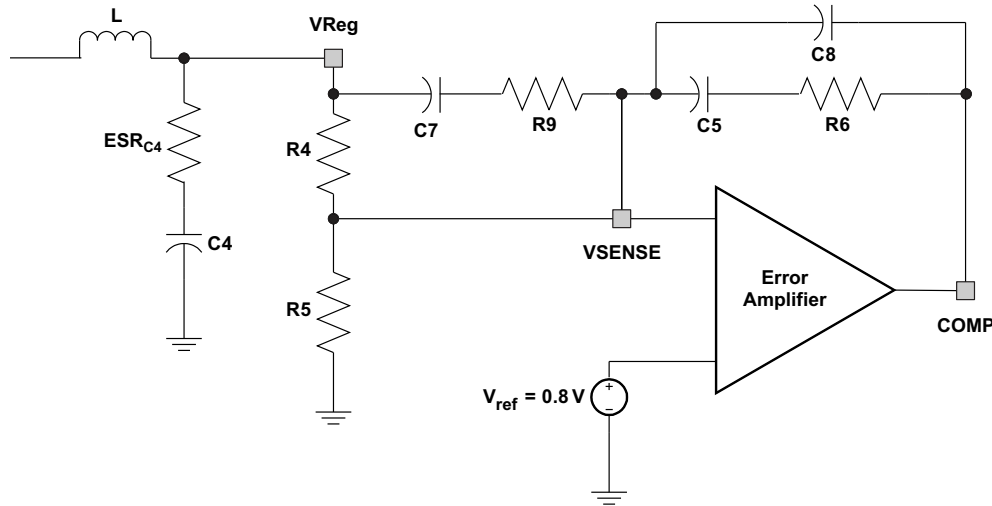 L
VReg
C8
C7
R9
C5
R6
ESRC4
R4
C4
VSENSE
Error
Amplifier
R5
COMP
Vref = 0.8 V
+
−